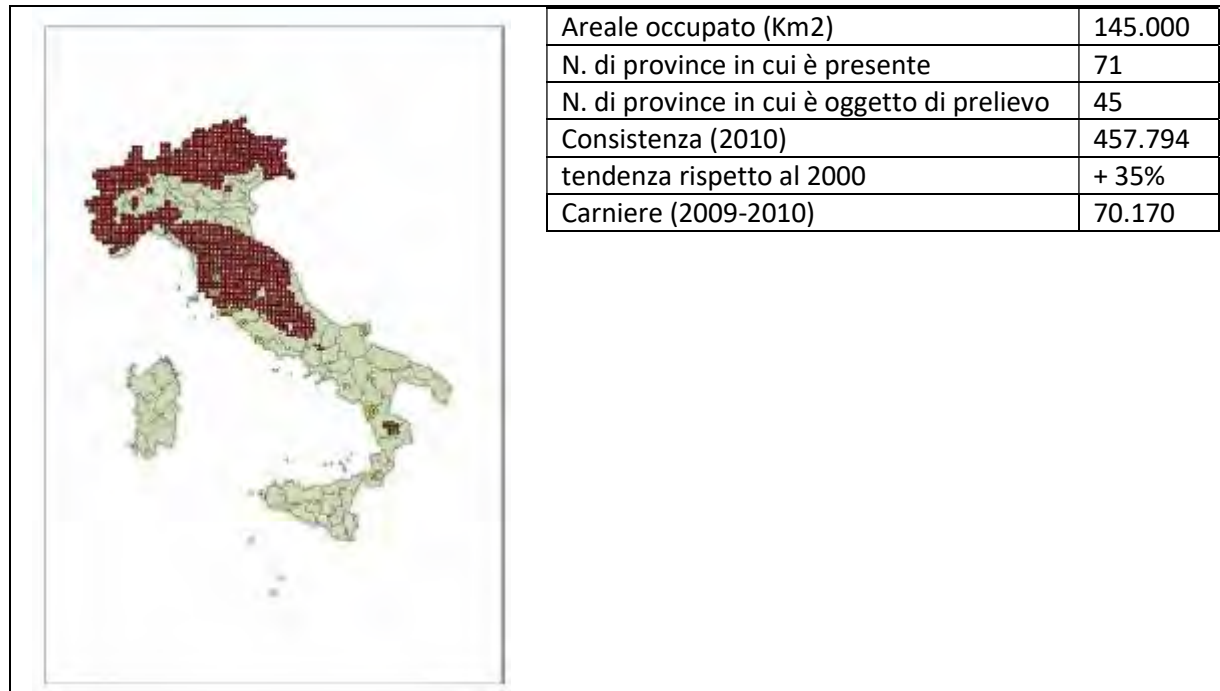 Areale occupato (Km2) 145.000
N. di province in cui è presente 71
N. di province in cui è oggetto di prelievo 45
Consistenza (2010) 457.794
tendenza rispetto al 2000 + 35%
Carniere (2009-2010) 70.170